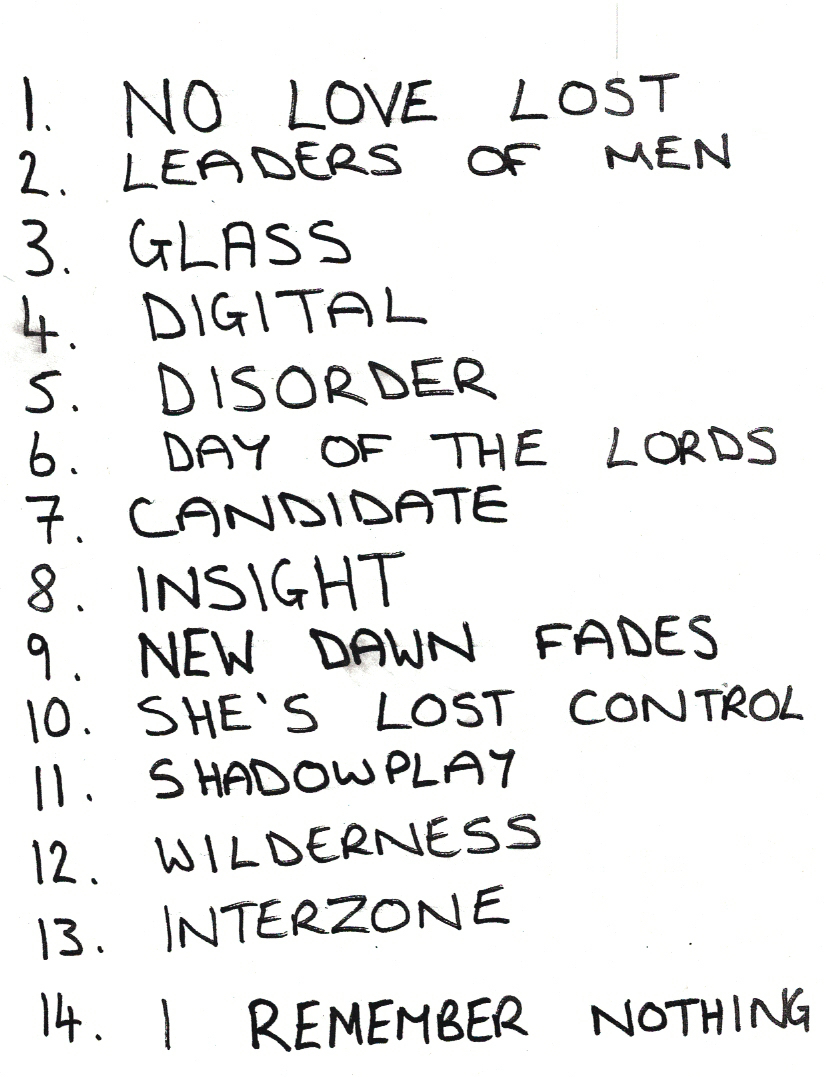 1. NO LOVE LOST
2. LEADERS OF MEN
3. GLASS
4. DIGITAL
5. DISORDER
6. DAY OF THE LORDS
7. CANDIDATE
8. INSIGHT
9. NEW DAWN FADES
10. SHE'S LOST CONTROL
11. SHADOWPLAY
12. WILDERNESS
13. INTERZONE
14. I REMEMBER NOTHING